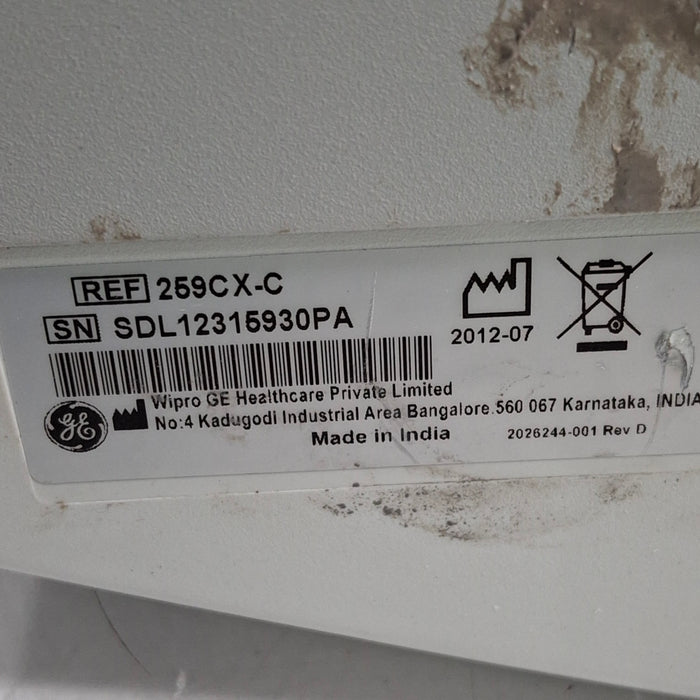 REF 259CX-C
SN SDL12315930PA
2012-07
GE
Wipro GE Healthcare Private Limited
No:4 Kadugodi Industrial Area Bangalore.560 067 Karnataka, INDIA
Made in India
2026244-001 Rev D